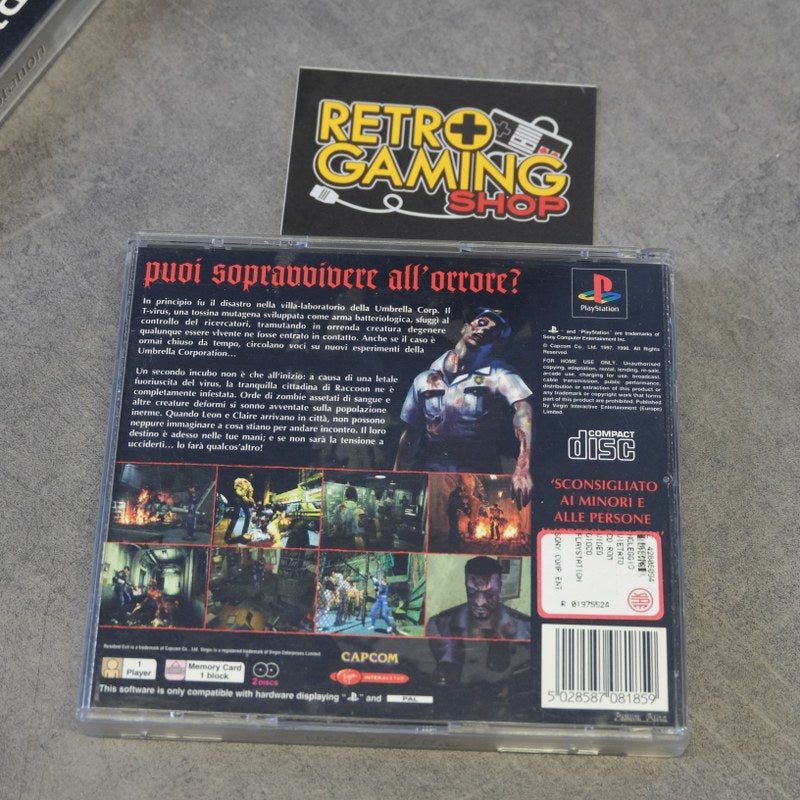 RETRO
GAMING
SHOP
puoi sopravvivere all'orrore?
In principio fu il disastro nella villa-laboratorio della Umbrella Corp. Il
T-virus, una tossina mutagena sviluppata come arma batteriologica, sfuggì al
controllo dei ricercatori, tramutando in orrenda creatura degenere
qualunque essere vivente ne fosse entrato in contatto. Anche se il caso è
ormai chiuso da tempo, circolano voci su nuovi esperimenti della
Umbrella Corporation...
Un secondo incubo non è che all'inizio: a causa di una letale
fuoriuscita del virus, la tranquilla cittadina di Raccoon ne è
completamente infestata. Orde di zombie assetati di sangue e
altre creature deformi si sonno avventate sulla popolazione
inerme. Quando Leon e Claire arrivano in città, non possono
neppure immaginare a cosa stiano per andare incontro. Il loro
destino è adesso nelle tue mani; e se non sarà la tensione a
ucciderti... lo farà qualcos'altro!
PlayStation
and "PlayStation" are trademarks of
Sony Computer Entertainment Inc.
© Capcom Co., Ltd. 1997, 1998. All Rights
Reserved.
FOR HOME USE ONLY. Unauthorised
copying, adaptation, rental, lending, re-sale,
arcade use, charging for use, broadcast,
cable transmission, public performance,
distribution or extraction of this product or
any trademark or copyright work that forms
part of this product are prohibited. Published
by Virgin Interactive Entertainment (Europe)
Limited.
COMPACT
disc
'SCONSIGLIATO
AI MINORI E
ALLE PERSONE
42605094
NOLEGGIO
VIETATO
CD ROM
VIDEO
GIOCO
PLAYSTATION
SONY COMP ENT
R 01975524
SIAE
Resident Evil is a trademark of Capcom Co., Ltd. Virgin is a registered trademark of Virgin Enterprises Limited.
1
Player
Memory Card
1 block
2 DISCS
CAPCOM
Virgin INTERACTIVE
This software is only compatible with hardware displaying "PS" and PAL
5 028587 081859